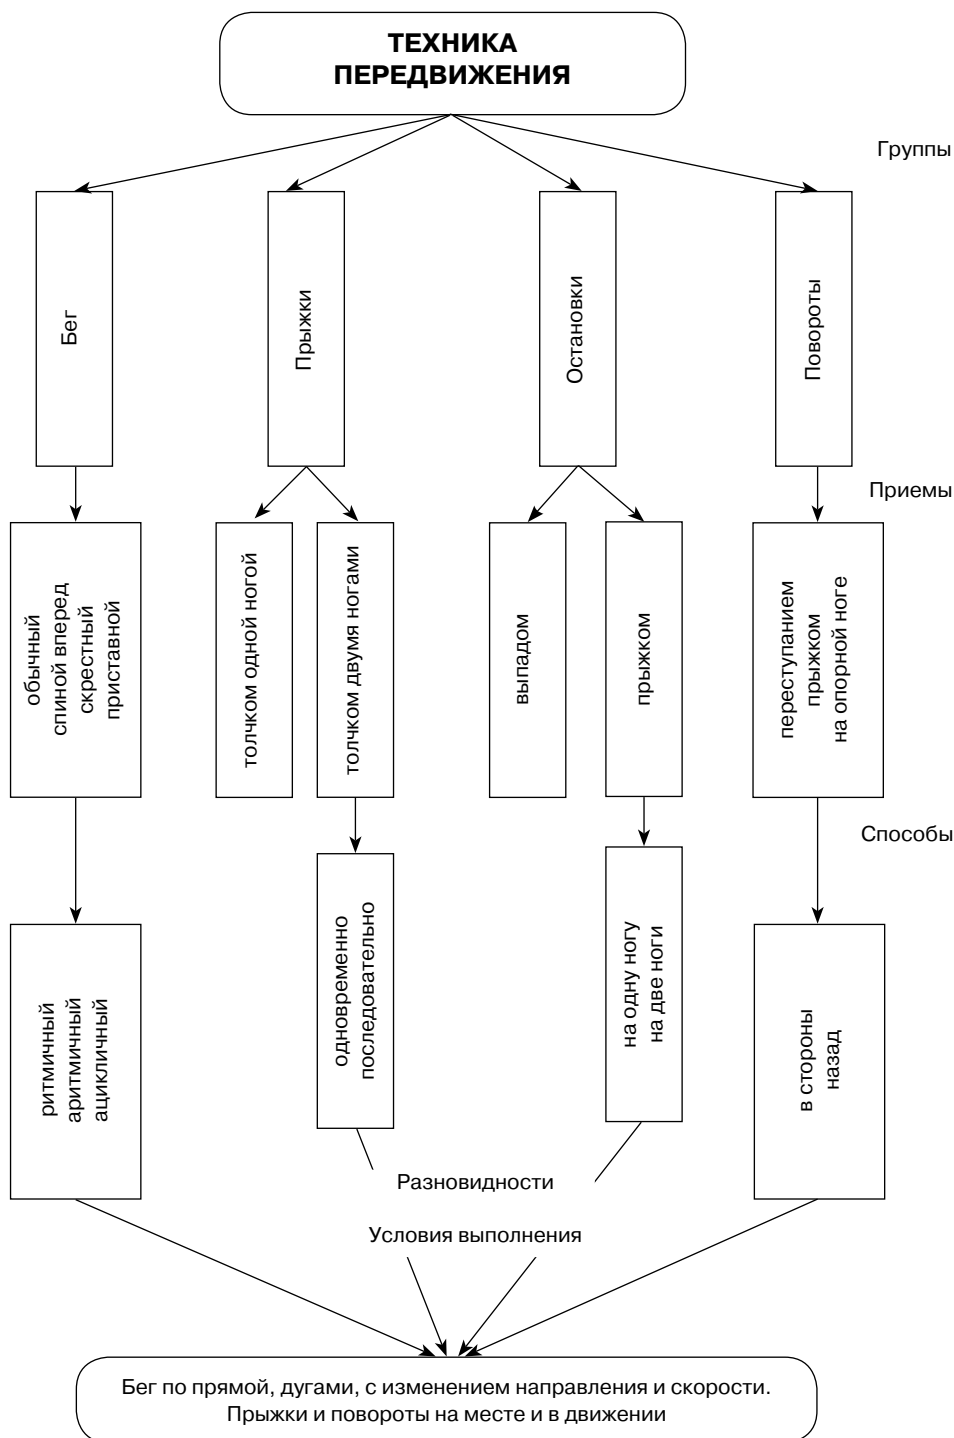 ТЕХНИКА
ПЕРЕДВИЖЕНИЯ
Группы
Бег
Прыжки
Остановки
Повороты
Приемы
обычный
спиной вперед
скрестный
приставной
толчком одной ногой
толчком двумя ногами
выпадом
прыжком
переступанием
прыжком
на опорной ноге
Способы
ритмичный
аритмичный
ацикличный
одновременно
последовательно
на одну ногу
на две ноги
в стороны
назад
Разновидности
Условия выполнения
Бег по прямой, дугами, с изменением направления и скорости.
Прыжки и повороты на месте и в движении